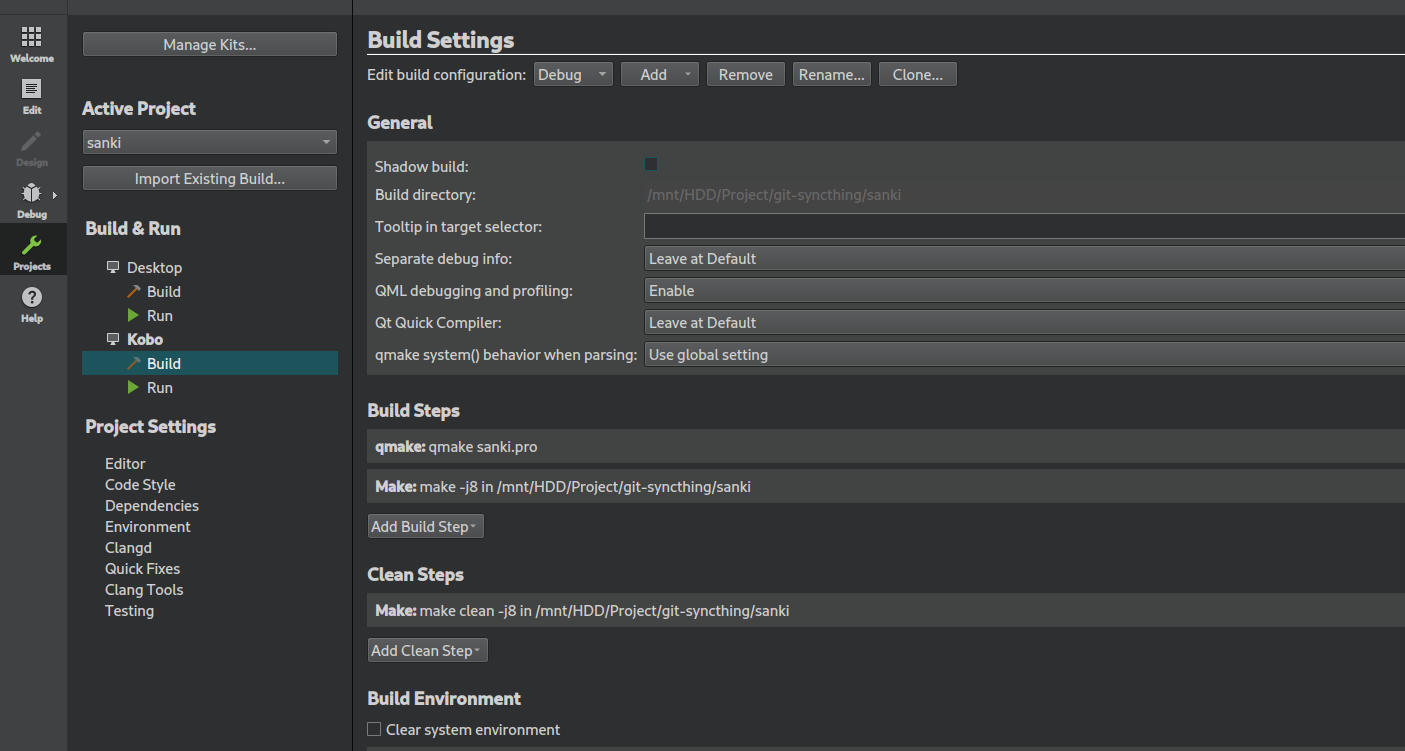 Welcome
Edit
Design
Debug
Projects
Help
Manage Kits...
Active Project
sanki
Import Existing Build...
Build & Run
Desktop
Build
Run
Kobo
Build
Run
Project Settings
Editor
Code Style
Dependencies
Environment
Clangd
Quick Fixes
Clang Tools
Testing
Build Settings
Edit build configuration: Debug Add Remove Rename... Clone...
General
Shadow build:
Build directory: /mnt/HDD/Project/git-syncthing/sanki
Tooltip in target selector:
Separate debug info: Leave at Default
QML debugging and profiling: Enable
Qt Quick Compiler: Leave at Default
qmake system() behavior when parsing: Use global setting
Build Steps
qmake: qmake sanki.pro
Make: make -j8 in /mnt/HDD/Project/git-syncthing/sanki
Add Build Step
Clean Steps
Make: make clean -j8 in /mnt/HDD/Project/git-syncthing/sanki
Add Clean Step
Build Environment
Clear system environment